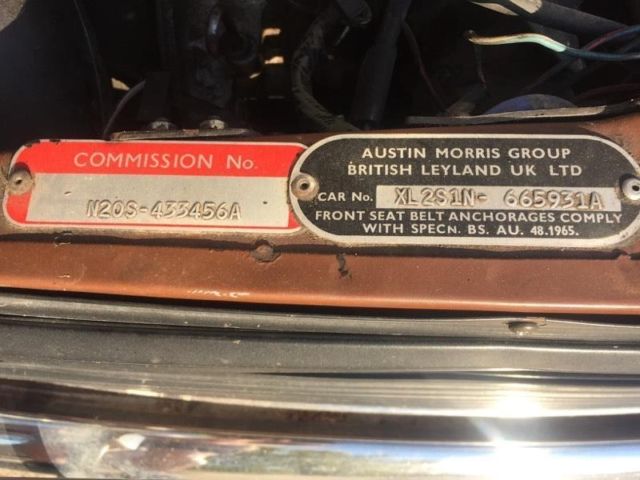 COMMISSION No.
N20S-433456A
AUSTIN MORRIS GROUP
BRITISH LEYLAND UK LTD
CAR No. XL2S1N- 665931A
FRONT SEAT BELT ANCHORAGES COMPLY
WITH SPECN. BS. AU. 48.1965.